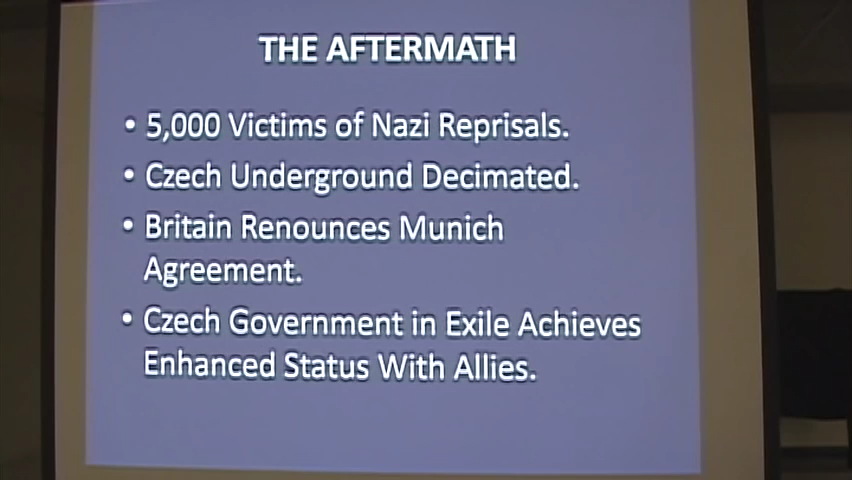 THE AFTERMATH
• 5,000 Victims of Nazi Reprisals.
• Czech Underground Decimated.
• Britain Renounces Munich
Agreement.
• Czech Government in Exile Achieves
Enhanced Status With Allies.